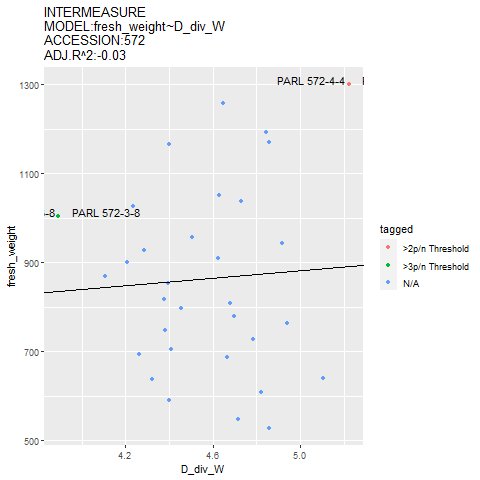 INTERMEASURE
MODEL:fresh_weight~D_div_W
ACCESSION:572
ADJ.R^2:-0.03
PARL 572-4-4
-8
PARL 572-3-8
1300
1100
900
700
500
fresh_weight
4.2
4.6
5.0
D_div_W
tagged
>2p/n Threshold
>3p/n Threshold
N/A